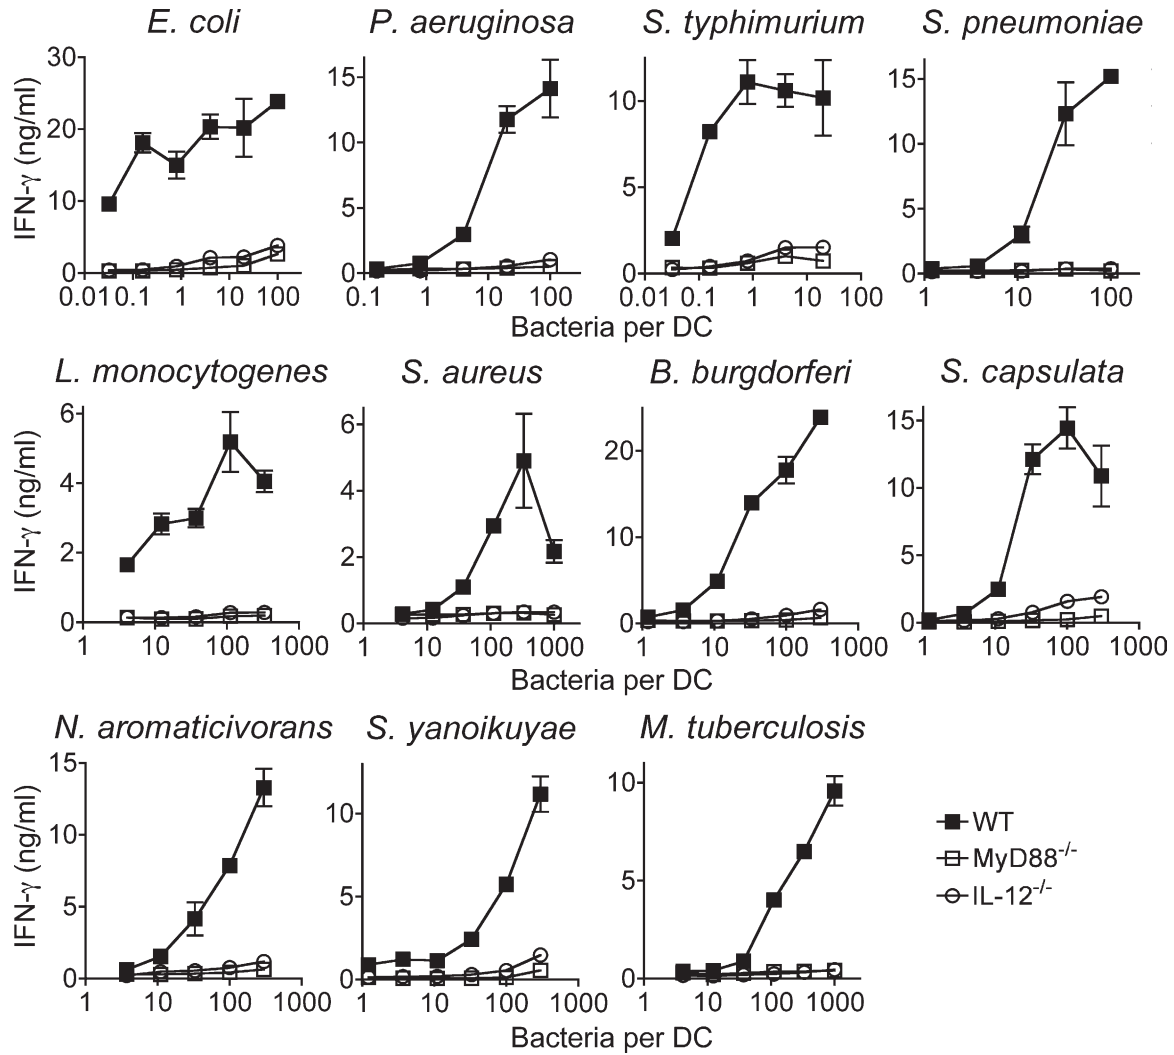 E. coli P. aeruginosa S. typhimurium S. pneumoniae
IFN-γ (ng/ml)
30 20 10 0
0.01 0.1 1 10 100
15 10 5 0
0.1 1 10 100
10 5 0
0.01 0.1 1 10 100
15 10 5 0
1 10 100
Bacteria per DC
L. monocytogenes S. aureus B. burgdorferi S. capsulata
IFN-γ (ng/ml)
6 4 2 0
1 10 100 1000
6 4 2 0
1 10 100 1000
20 10 0
1 10 100 1000
15 10 5 0
1 10 100 1000
Bacteria per DC
N. aromaticivorans S. yanoikuyae M. tuberculosis
IFN-γ (ng/ml)
15 10 5 0
1 10 100 1000
10 5 0
1 10 100 1000
10 5 0
1 10 100 1000
Bacteria per DC
WT
MyD88-/-
IL-12-/-